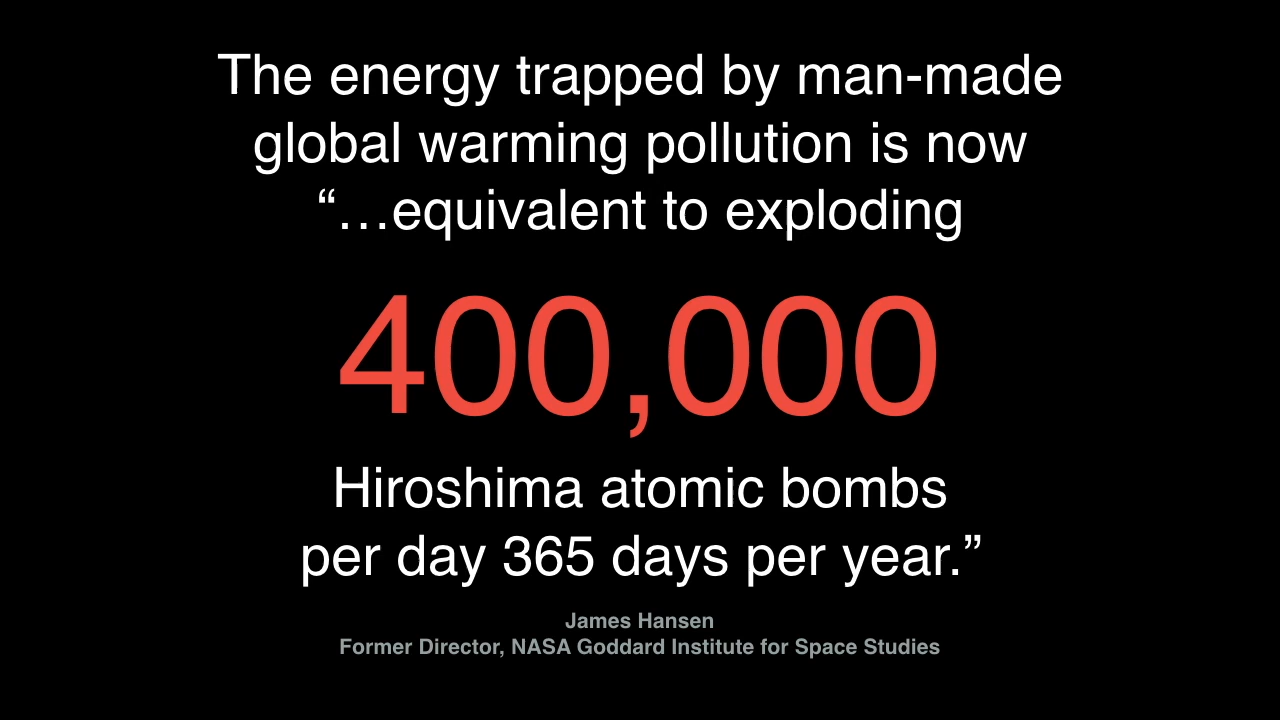 The energy trapped by man-made
global warming pollution is now
“…equivalent to exploding
400,000
Hiroshima atomic bombs
per day 365 days per year.”
James Hansen
Former Director, NASA Goddard Institute for Space Studies